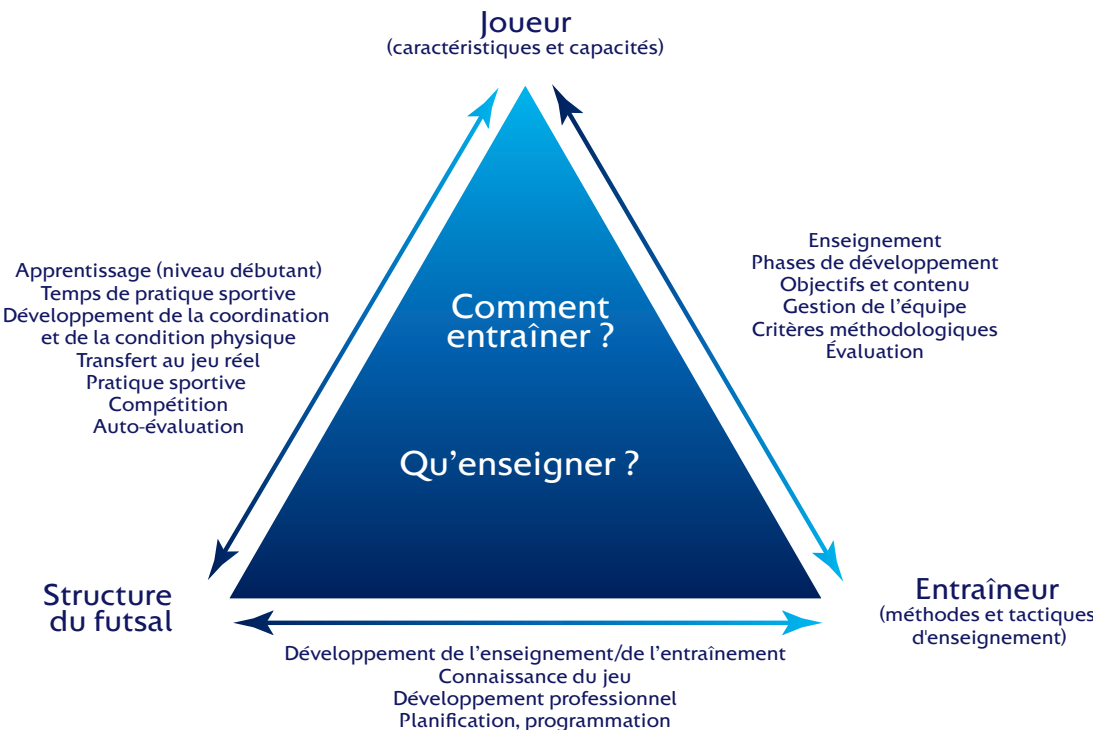 Joueur
(caractéristiques et capacités)
Apprentissage (niveau débutant)
Temps de pratique sportive
Développement de la coordination
et de la condition physique
Transfert au jeu réel
Pratique sportive
Compétition
Auto-évaluation
Comment
entraîner ?
Qu’enseigner ?
Enseignement
Phases de développement
Objectifs et contenu
Gestion de l’équipe
Critères méthodologiques
Évaluation
Structure
du futsal
Entraîneur
(méthodes et tactiques
d'enseignement)
Développement de l’enseignement/de l’entraînement
Connaissance du jeu
Développement professionnel
Planification, programmation